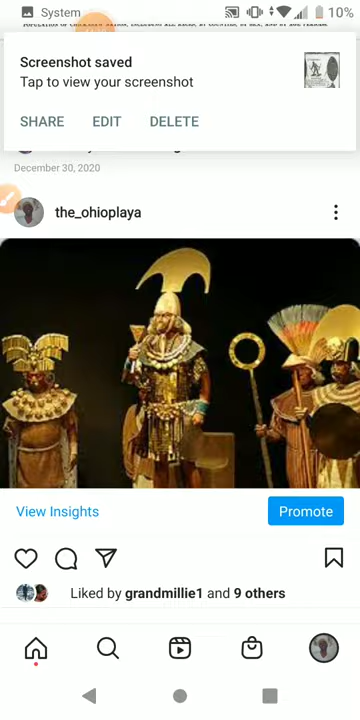 System
10%
Screenshot saved
Tap to view your screenshot
SHARE EDIT DELETE
December 30, 2020
the_ohioplaya
View Insights
Promote
Liked by grandmillie1 and 9 others